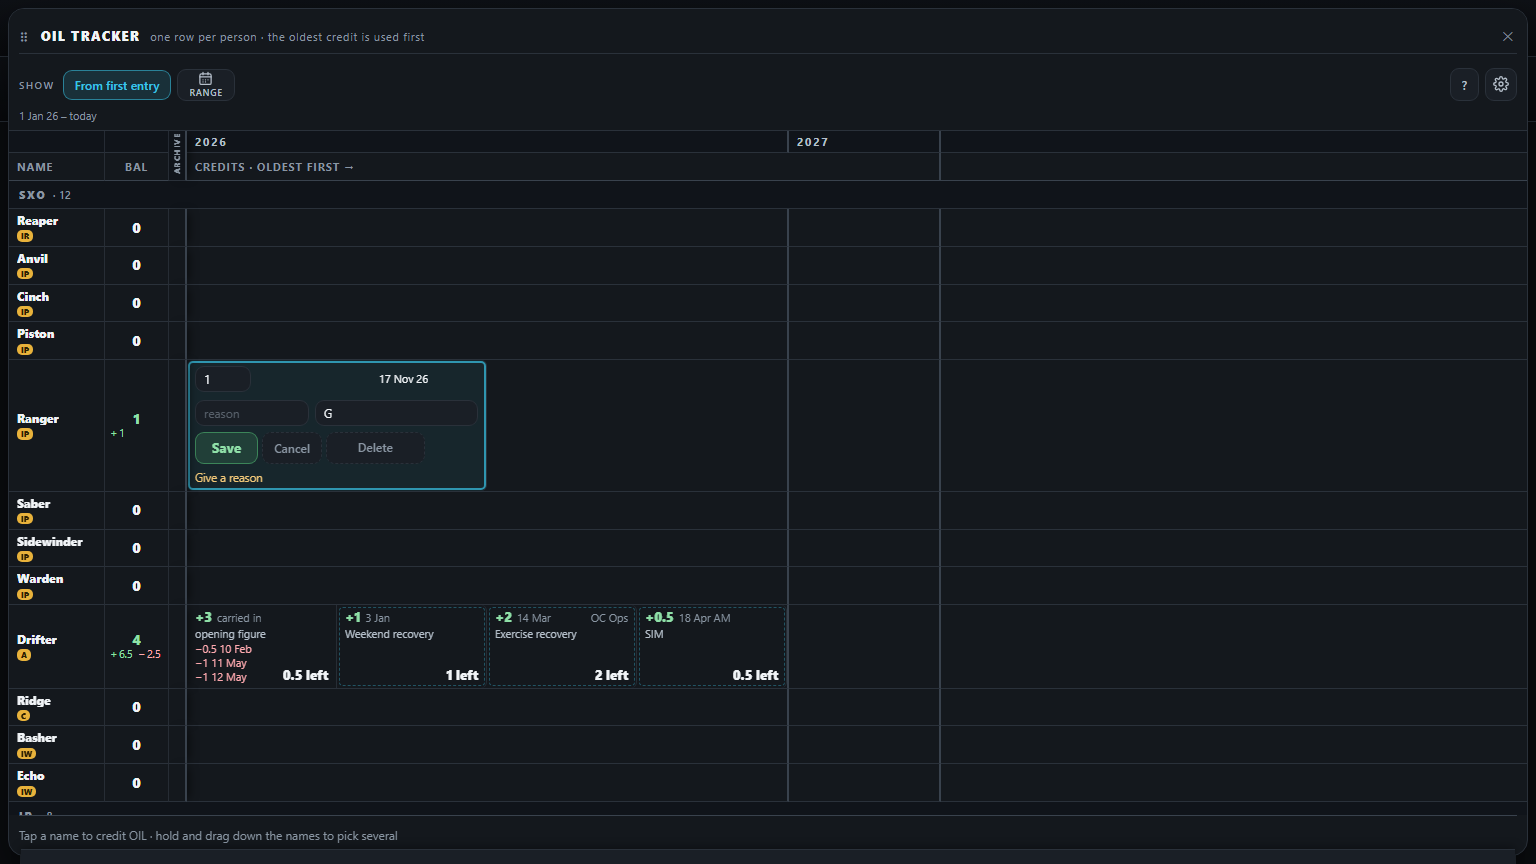 OIL TRACKER one row per person · the oldest credit is used first
SHOW From first entry RANGE ?
1 Jan 26 – today
ARCHIVE 2026 2027
NAME BAL CREDITS · OLDEST FIRST →
SXO · 12
Reaper 0
IR
Anvil 0
IP
Cinch 0
IP
Piston 0
IP
1 17 Nov 26
reason G
Ranger 1
IP +1
Save Cancel Delete
Give a reason
Saber 0
IP
Sidewinder 0
IP
Warden 0
IP
+3 carried in +1 3 Jan +2 14 Mar OC Ops +0.5 18 Apr AM
opening figure Weekend recovery Exercise recovery SIM
Drifter 4 −0.5 10 Feb
A +6.5 −2.5 −1 11 May
−1 12 May 0.5 left 1 left 2 left 0.5 left
Ridge 0
C
Basher 0
IW
Echo 0
IW
Tap a name to credit OIL · hold and drag down the names to pick several